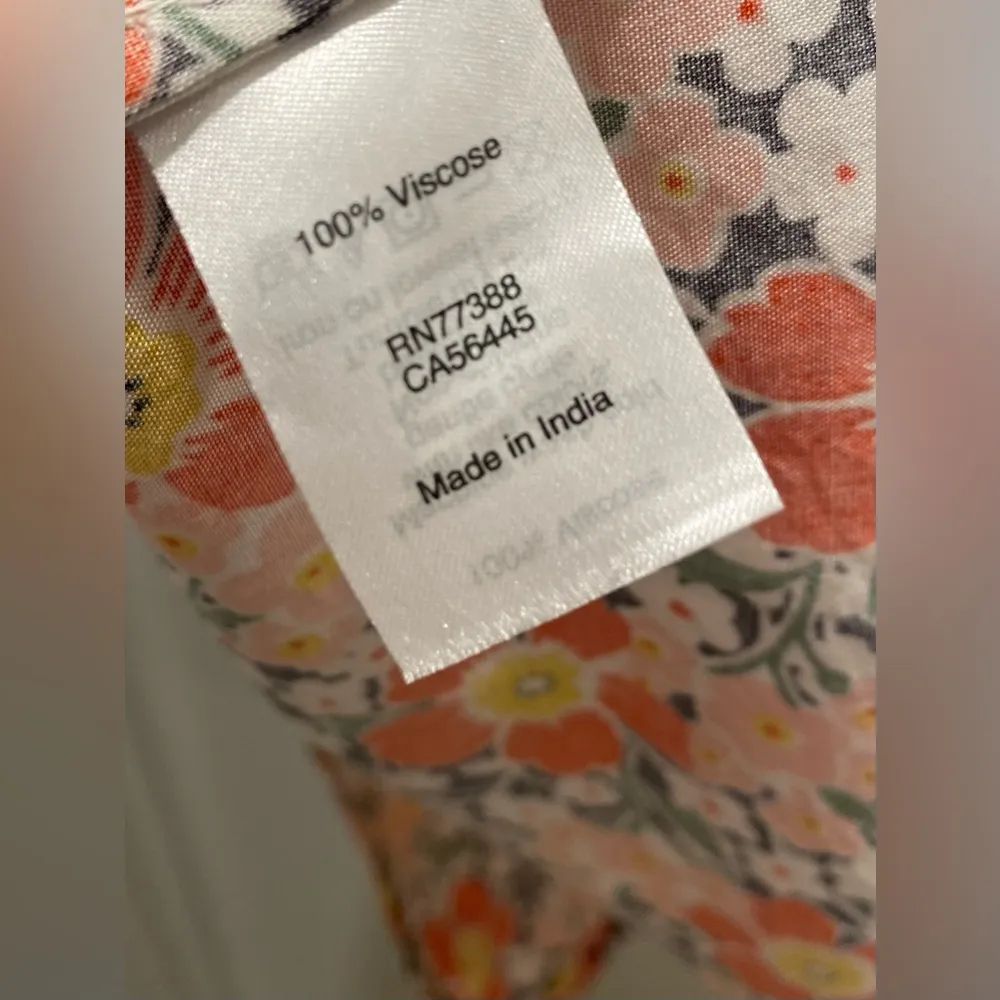 100% Viscose
RN77388
CA56445
Made in India